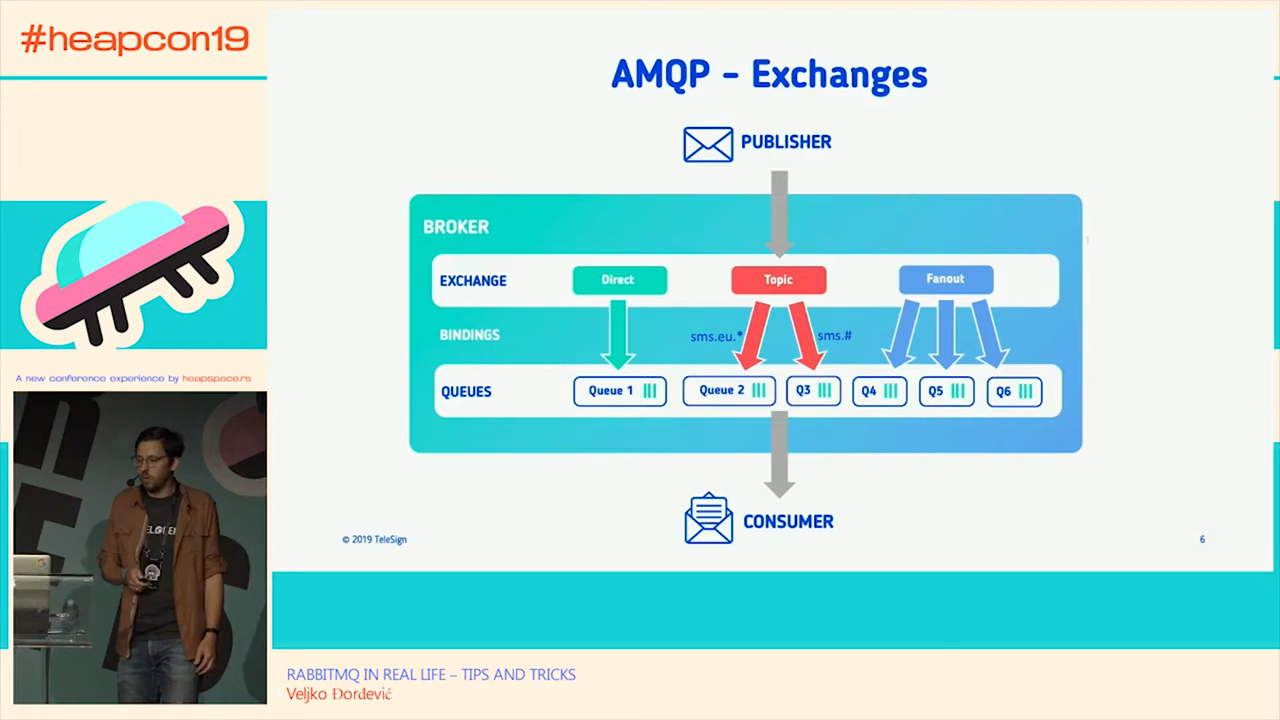 #heapcon19
A new conference experience by heapspace.rs
AMQP - Exchanges
PUBLISHER
BROKER
EXCHANGE
Direct
Topic
Fanout
BINDINGS
sms.eu.*
sms.#
QUEUES
Queue 1
Queue 2
Q3
Q4
Q5
Q6
CONSUMER
© 2019 TeleSign
6
RABBITMQ IN REAL LIFE – TIPS AND TRICKS
Veljko Đorđević